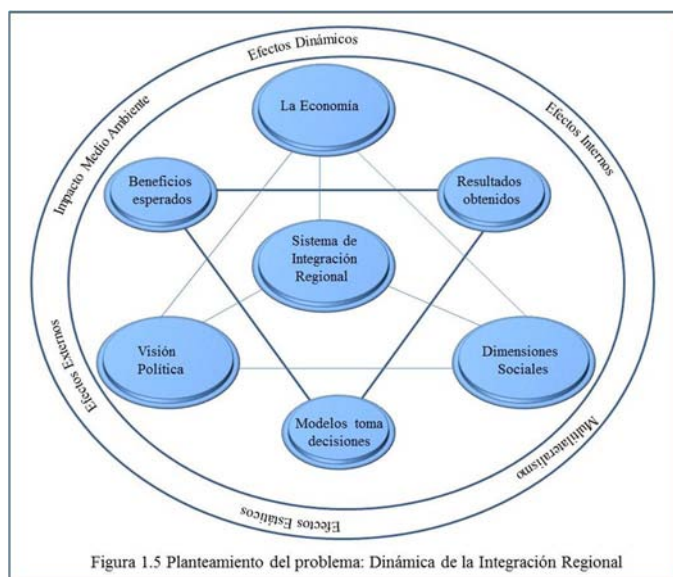 Efectos Dinámicos
Impacto Medio Ambiente
Efectos Internos
La Economía
Beneficios
esperados
Resultados
obtenidos
Sistema de
Integración
Regional
Visión
Política
Dimensiones
Sociales
Modelos toma
decisiones
Efectos Externos
Multilateralismo
Efectos Estáticos
Figura 1.5 Planteamiento del problema: Dinámica de la Integración Regional